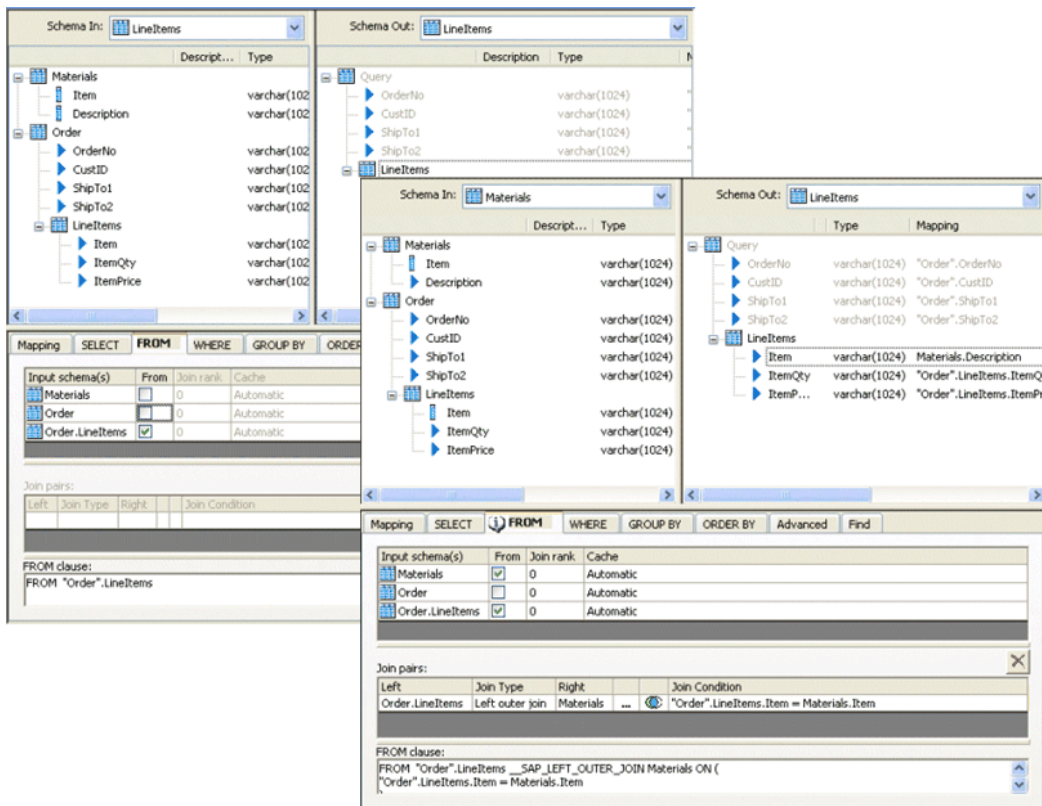 Schema In: LineItems
Descript... Type
Materials
Item varchar(102
Description varchar(102
Order
OrderNo varchar(102
CustID varchar(102
ShipTo1 varchar(102
ShipTo2 varchar(102
LineItems
Item varchar(102
ItemQty varchar(102
ItemPrice varchar(102
Schema Out: LineItems
Description Type
Query
OrderNo varchar(1024)
CustID varchar(1024)
ShipTo1 varchar(1024)
ShipTo2 varchar(1024)
LineItems
Mapping SELECT FROM WHERE GROUP BY ORDER
Input schema(s) From Join rank Cache
Materials 0 Automatic
Order 0 Automatic
Order.LineItems 0 Automatic
Join pairs:
Left Join Type Right Join Condition
FROM clause:
FROM "Order".LineItems
Schema In: Materials
Descript... Type
Materials
Item varchar(1024)
Description varchar(1024)
Order
OrderNo varchar(1024)
CustID varchar(1024)
ShipTo1 varchar(1024)
ShipTo2 varchar(1024)
LineItems
Item varchar(1024)
ItemQty varchar(1024)
ItemPrice varchar(1024)
Schema Out: LineItems
Type Mapping
Query
OrderNo varchar(1024) "Order".OrderNo
CustID varchar(1024) "Order".CustID
ShipTo1 varchar(1024) "Order".ShipTo1
ShipTo2 varchar(1024) "Order".ShipTo2
LineItems
Item varchar(1024) Materials.Description
ItemQty varchar(1024) "Order".LineItems.ItemQ
ItemP... varchar(1024) "Order".LineItems.ItemPr
Mapping SELECT FROM WHERE GROUP BY ORDER BY Advanced Find
Input schema(s) From Join rank Cache
Materials 0 Automatic
Order 0 Automatic
Order.LineItems 0 Automatic
Join pairs:
Left Join Type Right Join Condition
Order.LineItems Left outer join Materials ... "Order".LineItems.Item = Materials.Item
FROM clause:
FROM "Order".LineItems __SAP_LEFT_OUTER_JOIN Materials ON (
"Order".LineItems.Item = Materials.Item